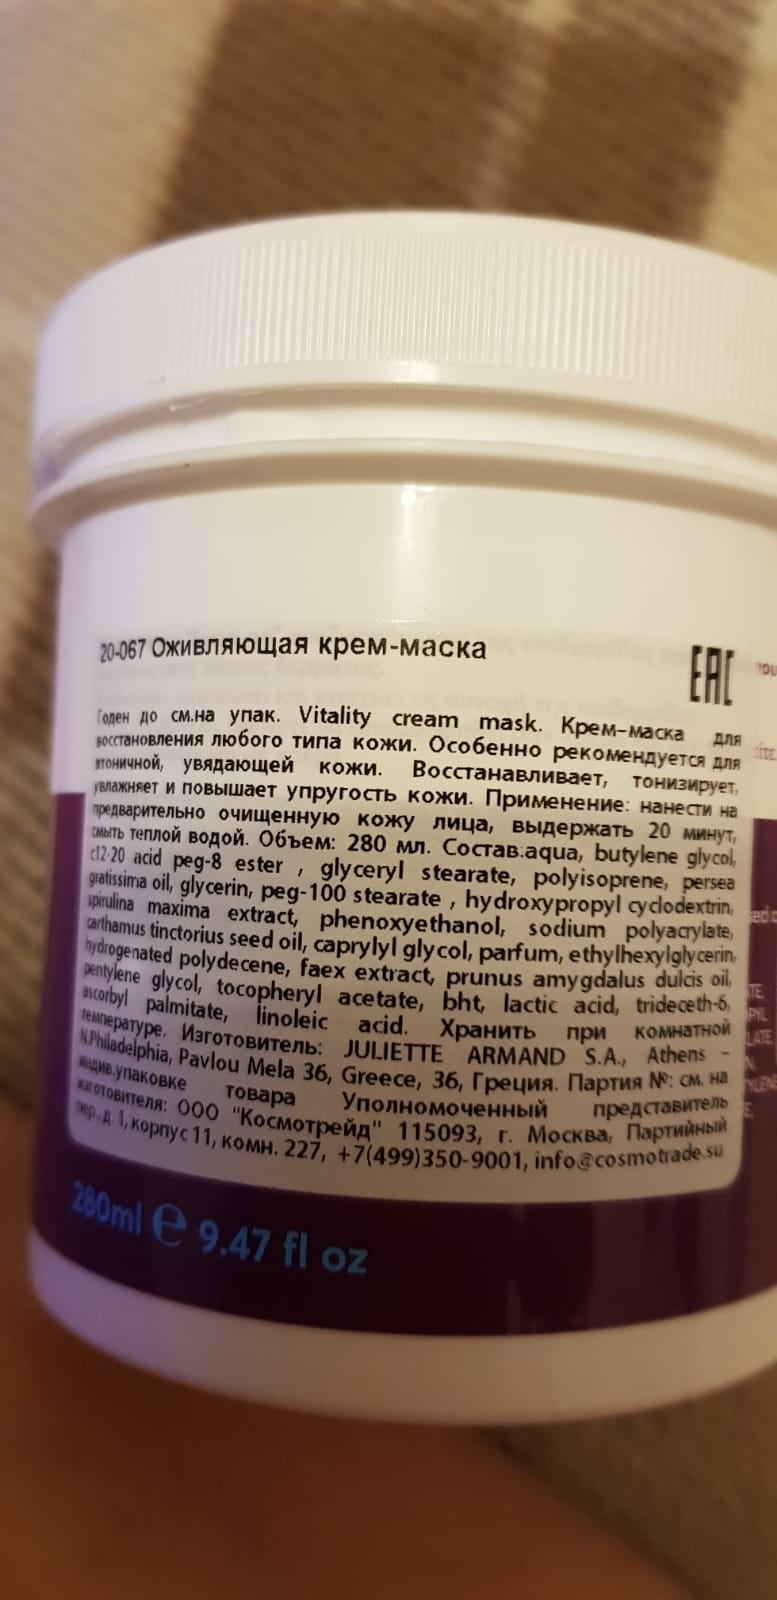 20-067 Оживляющая крем-маска
EAC
Годен до см.на упак. Vitality cream mask. Крем-маска для
восстановления любого типа кожи. Особенно рекомендуется для
атоничной, увядающей кожи. Восстанавливает, тонизирует,
увлажняет и повышает упругость кожи. Применение: нанести на
предварительно очищенную кожу лица, выдержать 20 минут,
смыть теплой водой. Объем: 280 мл. Состав:aqua, butylene glycol,
c12-20 acid peg-8 ester , glyceryl stearate, polyisoprene, persea
gratissima oil, glycerin, peg-100 stearate , hydroxypropyl cyclodextrin,
spirulina maxima extract, phenoxyethanol, sodium polyacrylate,
carthamus tinctorius seed oil, caprylyl glycol, parfum, ethylhexylglycerin,
hydrogenated polydecene, faex extract, prunus amygdalus dulcis oil,
pentylene glycol, tocopheryl acetate, bht, lactic acid, trideceth-6,
ascorbyl palmitate, linoleic acid. Хранить при комнатной
температуре. Изготовитель: JULIETTE ARMAND S.A., Athens –
N.Philadelphia, Pavlou Mela 36, Greece, 36, Греция. Партия №: см. на
индив.упаковке товара Уполномоченный представитель
изготовителя: ООО "Космотрейд" 115093, г. Москва, Партийный
пер., д. 1, корпус 11, комн. 227, +7(499)350-9001, info@cosmotrade.su
280ml e 9.47 fl oz